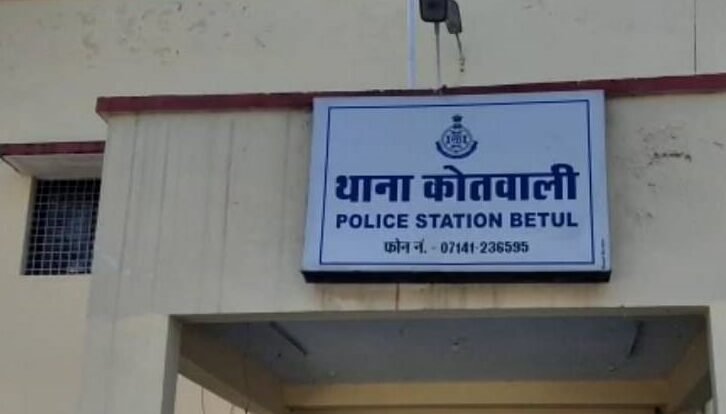 थाना कोतवाली
POLICE STATION BETUL
फोन नं. - 07141-236595